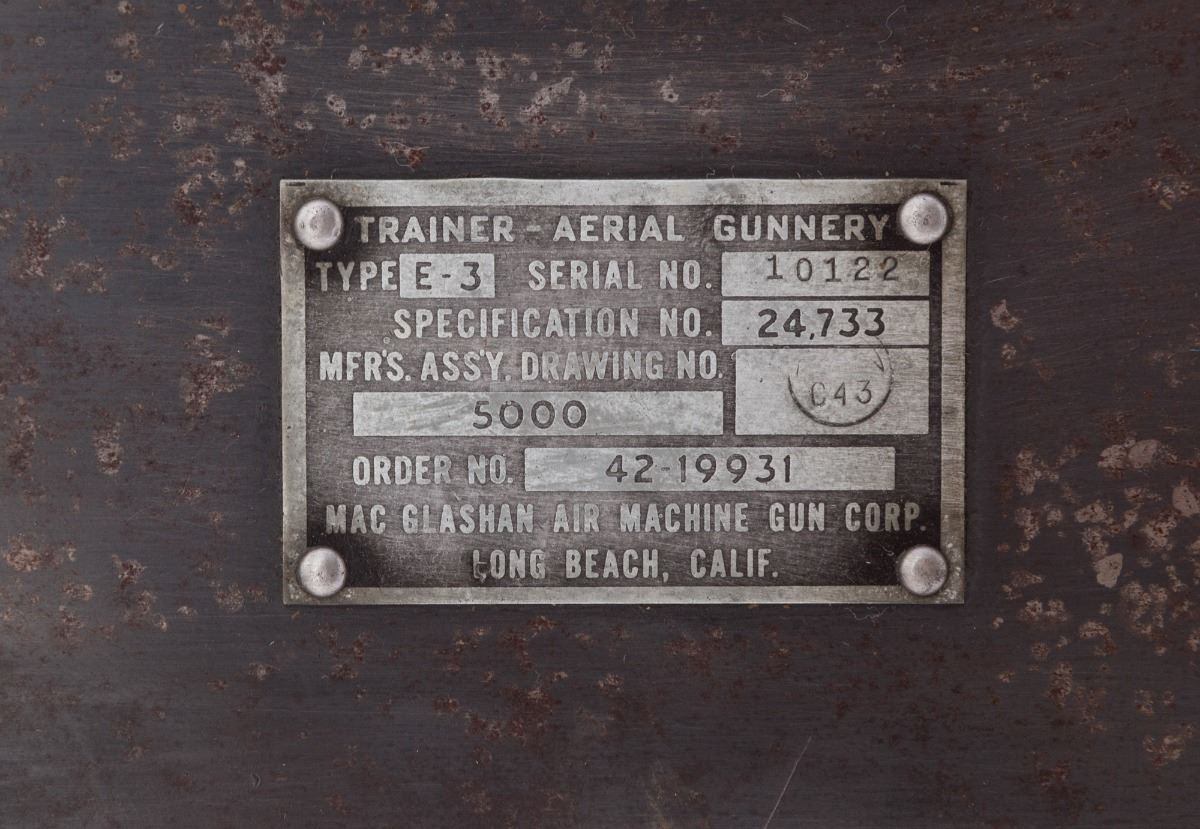 TRAINER - AERIAL GUNNERY
TYPE E-3 SERIAL NO. 10122
SPECIFICATION NO. 24,733
MFR'S. ASS'Y. DRAWING NO.
C43
5000
ORDER NO. 42-19931
MAC GLASHAN AIR MACHINE GUN CORP.
LONG BEACH, CALIF.